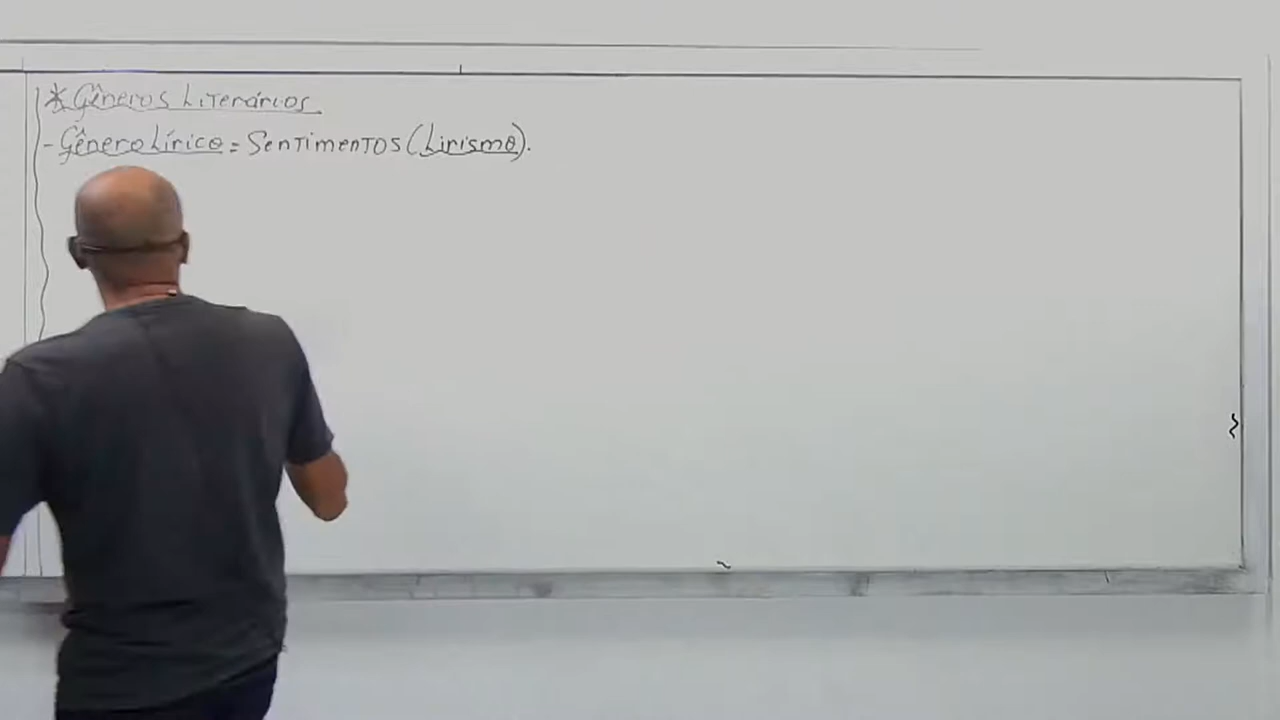 * Gêneros Literários
- Gênero Lírico = Sentimentos (Lirismo).